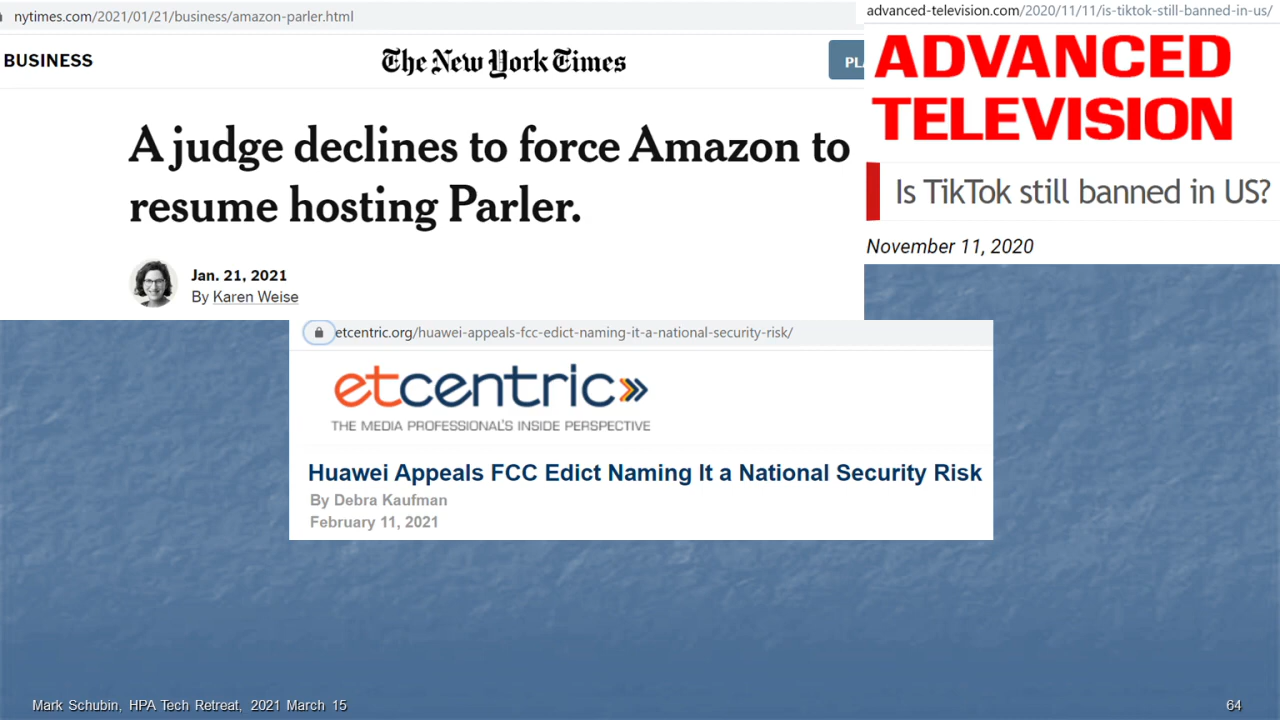 nytimes.com/2021/01/21/business/amazon-parler.html
BUSINESS
The New York Times
PLA
A judge declines to force Amazon to
resume hosting Parler.
Jan. 21, 2021
By Karen Weise
advanced-television.com/2020/11/11/is-tiktok-still-banned-in-us/
ADVANCED
TELEVISION
Is TikTok still banned in US?
November 11, 2020
etcentric.org/huawei-appeals-fcc-edict-naming-it-a-national-security-risk/
etcentric
THE MEDIA PROFESSIONAL'S INSIDE PERSPECTIVE
Huawei Appeals FCC Edict Naming It a National Security Risk
By Debra Kaufman
February 11, 2021
Mark Schubin, HPA Tech Retreat, 2021 March 15
64